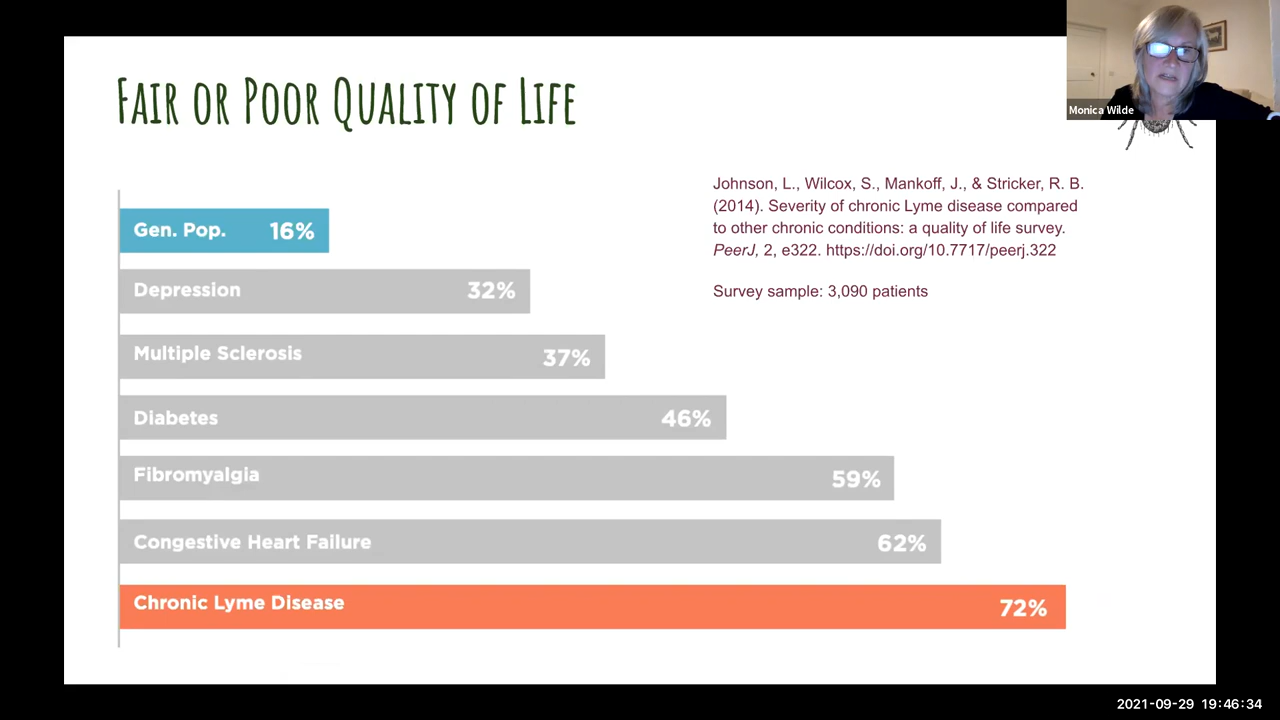 FAIR OR POOR QUALITY OF LIFE
Monica Wilde
Johnson, L., Wilcox, S., Mankoff, J., & Stricker, R. B.
(2014). Severity of chronic Lyme disease compared
to other chronic conditions: a quality of life survey.
PeerJ, 2, e322. https://doi.org/10.7717/peerj.322
Survey sample: 3,090 patients
Gen. Pop. 16%
Depression 32%
Multiple Sclerosis 37%
Diabetes 46%
Fibromyalgia 59%
Congestive Heart Failure 62%
Chronic Lyme Disease 72%
2021-09-29 19:46:34